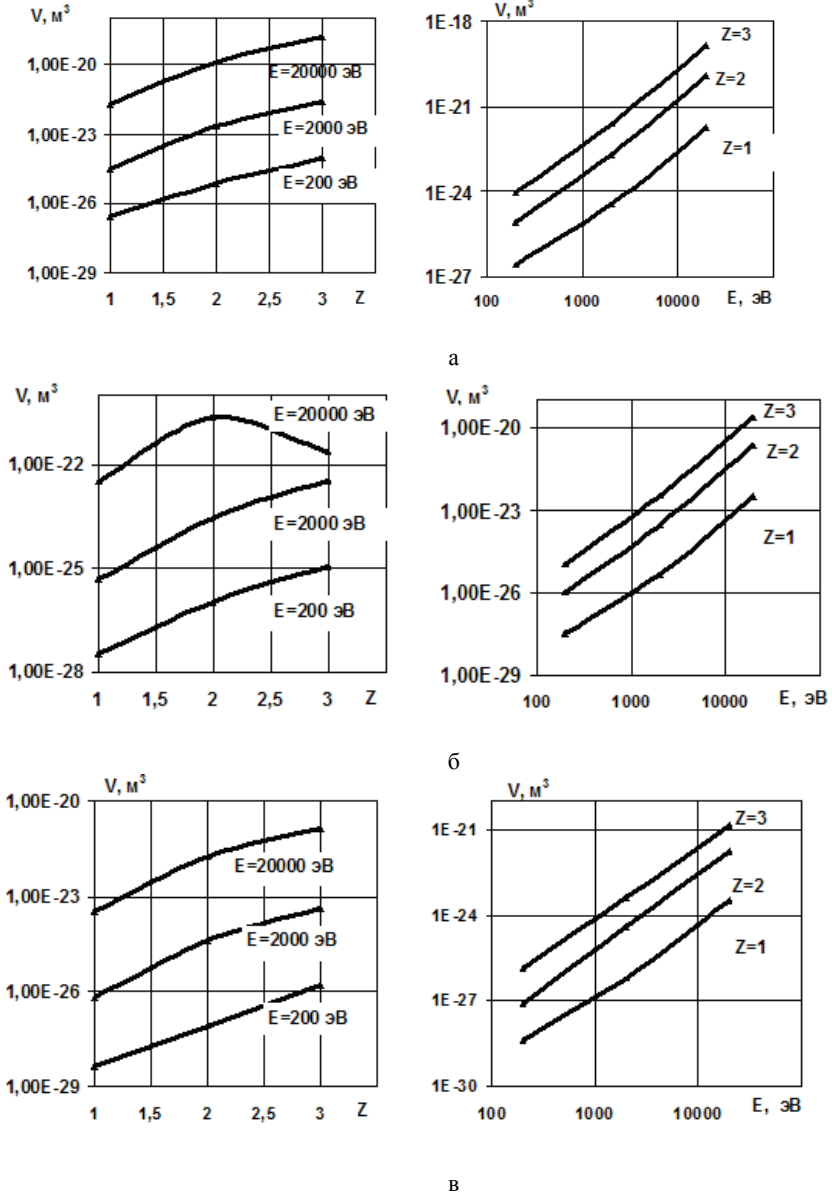 V, м³
1,00E-20
1,00E-23
1,00E-26
1,00E-29
E=20000 эВ
E=2000 эВ
E=200 эВ
1 1,5 2 2,5 3 Z
V, м³
1E-18
1E-21
1E-24
1E-27
Z=3
Z=2
Z=1
100 1000 10000 E, эВ
а
V, м³
1,00E-22
1,00E-25
1,00E-28
E=20000 эВ
E=2000 эВ
E=200 эВ
1 1,5 2 2,5 3 Z
V, м³
1,00E-20
1,00E-23
1,00E-26
1,00E-29
Z=3
Z=2
Z=1
100 1000 10000 E, эВ
б
V, м³
1,00E-20
1,00E-23
1,00E-26
1,00E-29
E=20000 эВ
E=2000 эВ
E=200 эВ
1 1,5 2 2,5 3 Z
V, м³
1E-21
1E-24
1E-27
1E-30
Z=3
Z=2
Z=1
100 1000 10000 E, эВ
в